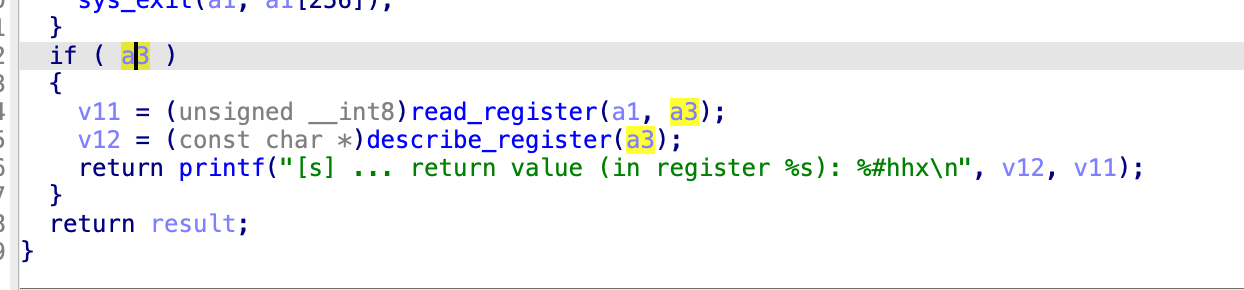 sys_exit(a1, a1[256]);
}
if ( a3 )
{
v11 = (unsigned __int8)read_register(a1, a3);
v12 = (const char *)describe_register(a3);
return printf("[s] ... return value (in register %s): %#hhx\n", v12, v11);
}
return result;
}